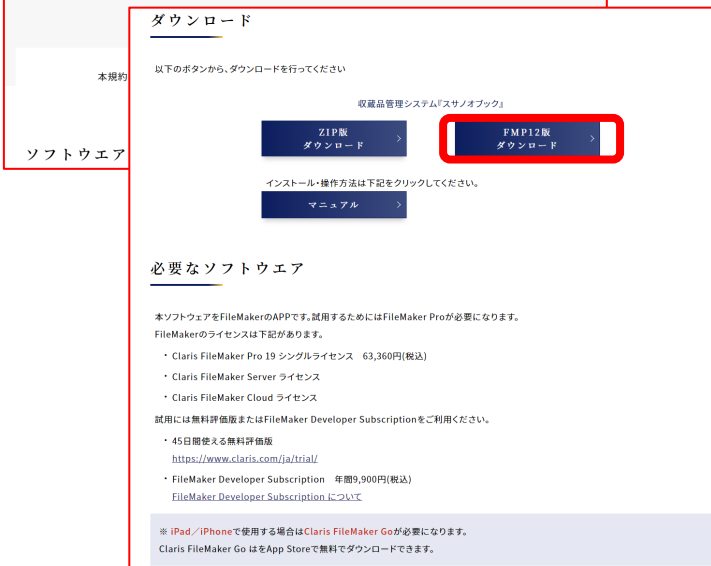 ダウンロード
以下のボタンから、ダウンロードを行ってください
本規約
収蔵品管理システム『スサノオブック』
ZIP版
ダウンロード
FMP12版
ダウンロード
ソフトウエア
インストール・操作方法は下記をクリックしてください。
マニュアル
必要なソフトウエア
本ソフトウェアをFileMakerのAPPです。試用するためにはFileMaker Proが必要になります。
FileMakerのライセンスは下記があります。
・ Claris FileMaker Pro 19 シングルライセンス 63,360円(税込)
・ Claris FileMaker Server ライセンス
・ Claris FileMaker Cloud ライセンス
試用には無料評価版またはFileMaker Developer Subscriptionをご利用ください。
・ 45日間使える無料評価版
https://www.claris.com/ja/trial/
・ FileMaker Developer Subscription 年間9,900円(税込)
FileMaker Developer Subscription について
※ iPad／iPhoneで使用する場合はClaris FileMaker Goが必要になります。
Claris FileMaker Go はをApp Storeで無料でダウンロードできます。